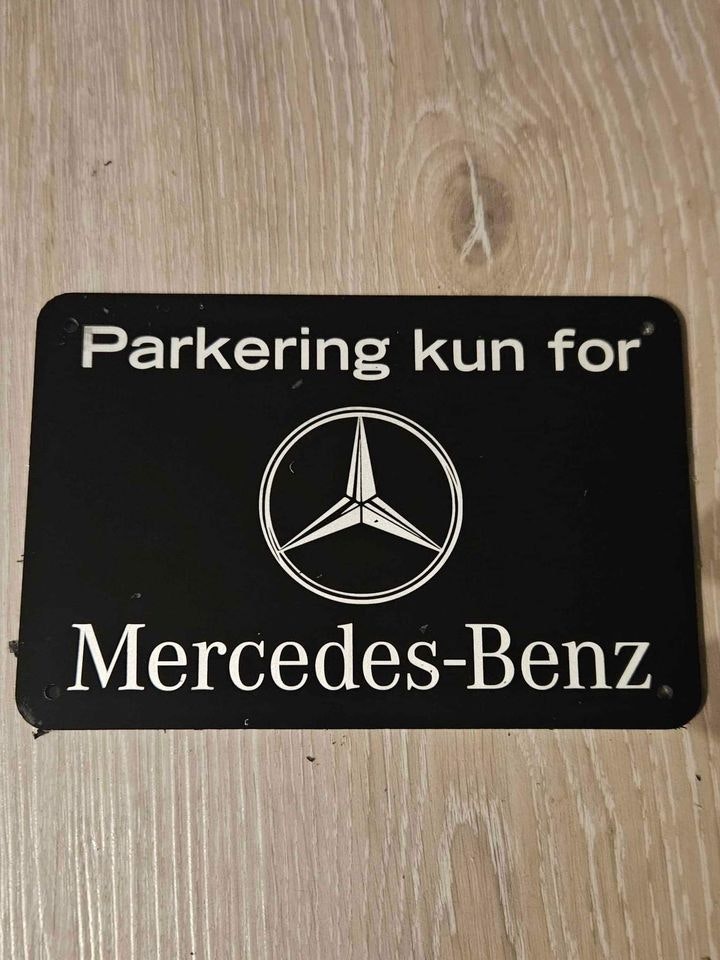 Parkering kun for
Mercedes-Benz